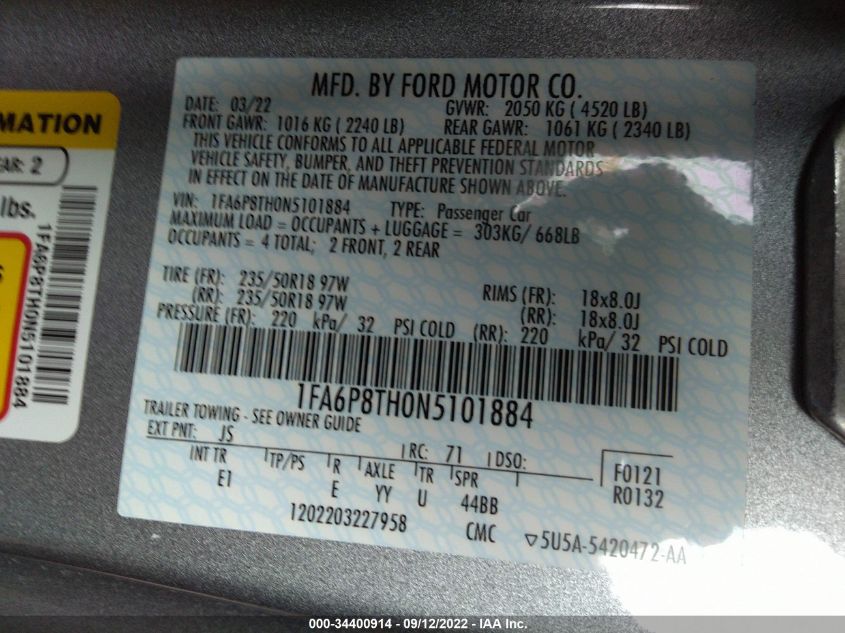 MATION
EAR: 2
lbs.
S
1FA6P8TH0N5101884
MFD. BY FORD MOTOR CO.
DATE: 03/22 GVWR: 2050 KG ( 4520 LB)
FRONT GAWR: 1016 KG ( 2240 LB) REAR GAWR: 1061 KG ( 2340 LB)
THIS VEHICLE CONFORMS TO ALL APPLICABLE FEDERAL MOTOR
VEHICLE SAFETY, BUMPER, AND THEFT PREVENTION STANDARDS
IN EFFECT ON THE DATE OF MANUFACTURE SHOWN ABOVE.
VIN: 1FA6P8TH0N5101884 TYPE: Passenger Car
MAXIMUM LOAD = OCCUPANTS + LUGGAGE = 303KG/ 668LB
OCCUPANTS = 4 TOTAL; 2 FRONT, 2 REAR
TIRE (FR): 235/50R18 97W RIMS (FR): 18x8.0J
(RR): 235/50R18 97W (RR): 18x8.0J
PRESSURE (FR): 220 kPa/ 32 PSI COLD (RR): 220 kPa/ 32 PSI COLD
1FA6P8TH0N5101884
TRAILER TOWING - SEE OWNER GUIDE
EXT PNT: JS RC: 71 DSO: F0121
INT TR TP/PS R AXLE TR SPR R0132
E1 E YY U 44BB
1202203227958 CMC ▽5U5A-5420472-AA
000-34400914 - 09/12/2022 - IAA Inc.